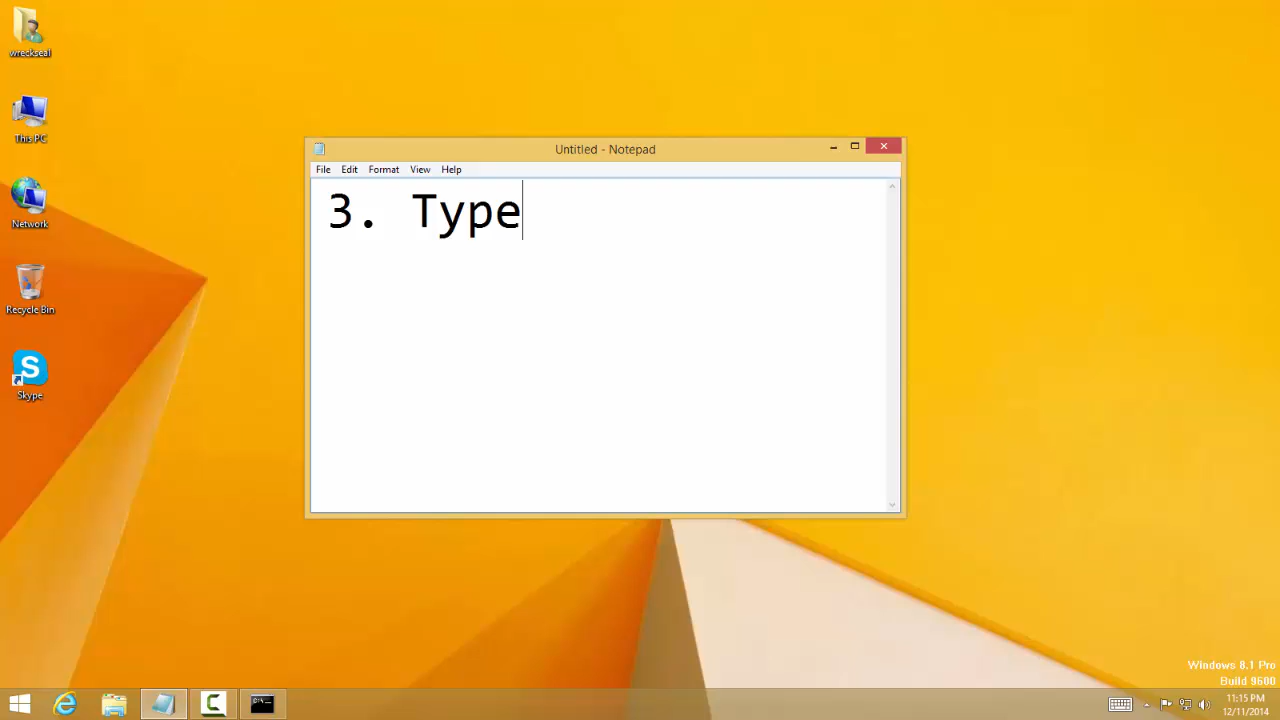 wreckseal
This PC
Network
Recycle Bin
S
Skype
Untitled - Notepad
File Edit Format View Help
3. Type
C
C:\
Windows 8.1 Pro
Build 9600
11:15 PM
12/11/2014